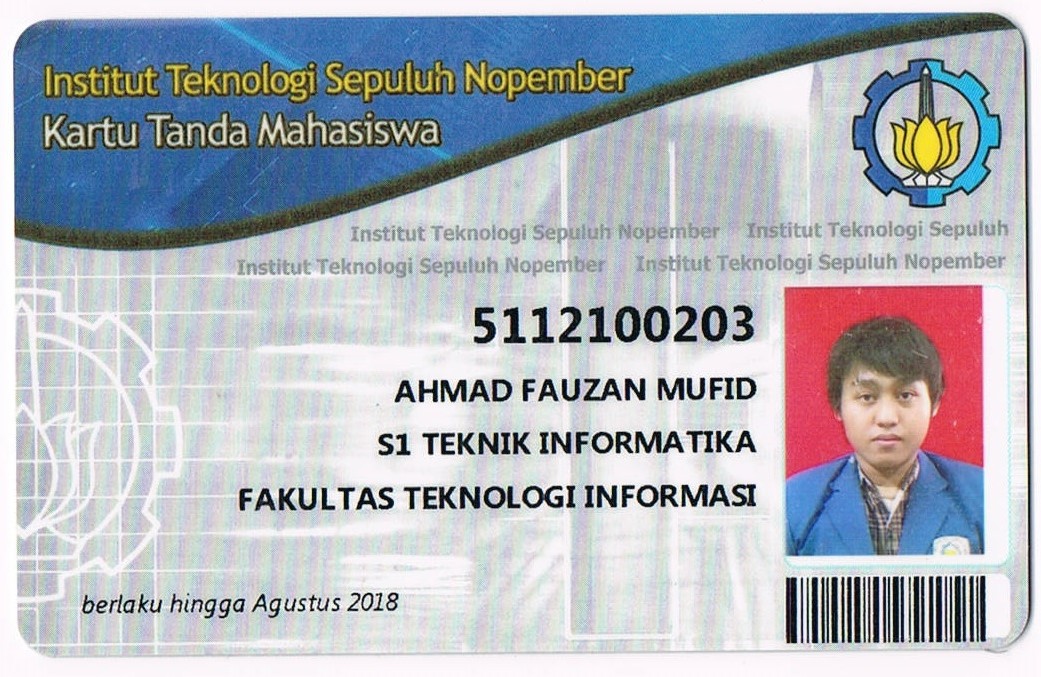 Institut Teknologi Sepuluh Nopember
Kartu Tanda Mahasiswa
Institut Teknologi Sepuluh Nopember Institut Teknologi Sepuluh
Institut Teknologi Sepuluh Nopember Institut Teknologi Sepuluh Nopember
5112100203
AHMAD FAUZAN MUFID
S1 TEKNIK INFORMATIKA
FAKULTAS TEKNOLOGI INFORMASI
berlaku hingga Agustus 2018